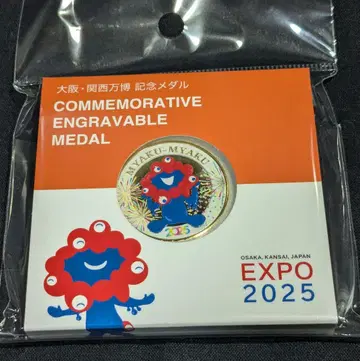 大阪・関西万博 記念メダル
COMMEMORATIVE
ENGRAVABLE
MEDAL
MYAKU-MYAKU
2025
OSAKA, KANSAI, JAPAN
EXPO
2025